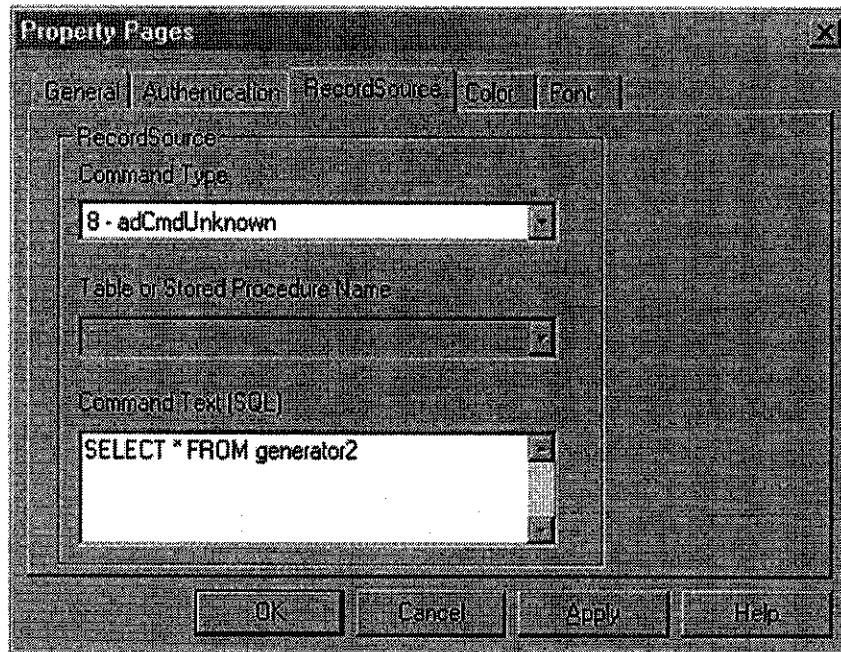 Property Pages
General Authentication RecordSource Color Font
RecordSource
Command Type
8 - adCmdUnknown
Table or Stored Procedure Name
Command Text (SQL)
SELECT * FROM generator2
OK Cancel Apply Help